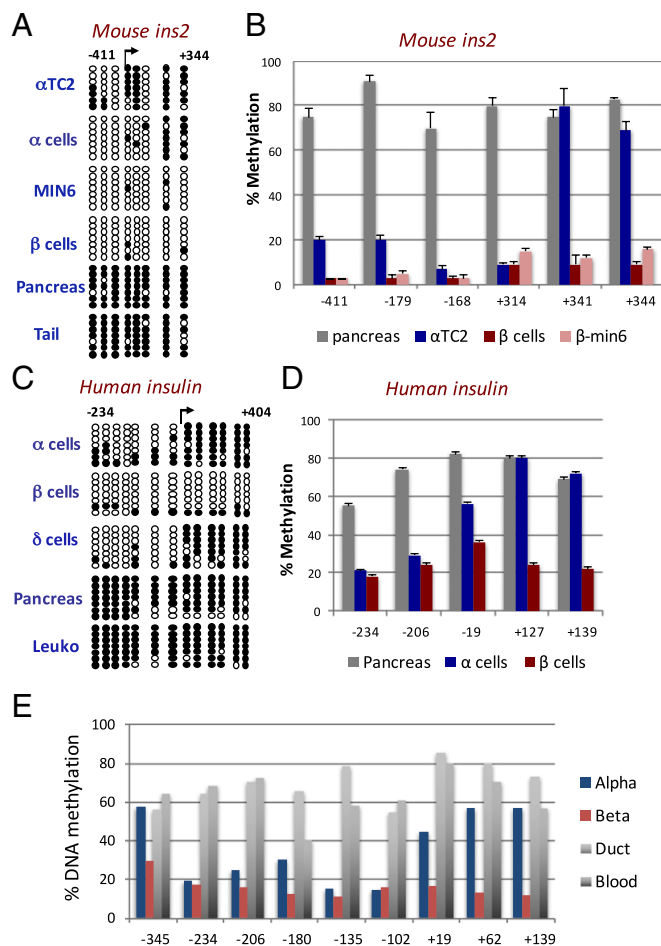 A
Mouse ins2
-411
+344
αTC2
α cells
MIN6
β cells
Pancreas
Tail
B
Mouse ins2
% Methylation
100
80
60
40
20
0
-411 -179 -168 +314 +341 +344
pancreas αTC2 β cells β-min6
C
Human insulin
-234
+404
α cells
β cells
δ cells
Pancreas
Leuko
D
Human insulin
% Methylation
100
80
60
40
20
0
-234 -206 -19 +127 +139
Pancreas α cells β cells
E
% DNA methylation
100
80
60
40
20
0
-345 -234 -206 -180 -135 -102 +19 +62 +139
Alpha
Beta
Duct
Blood